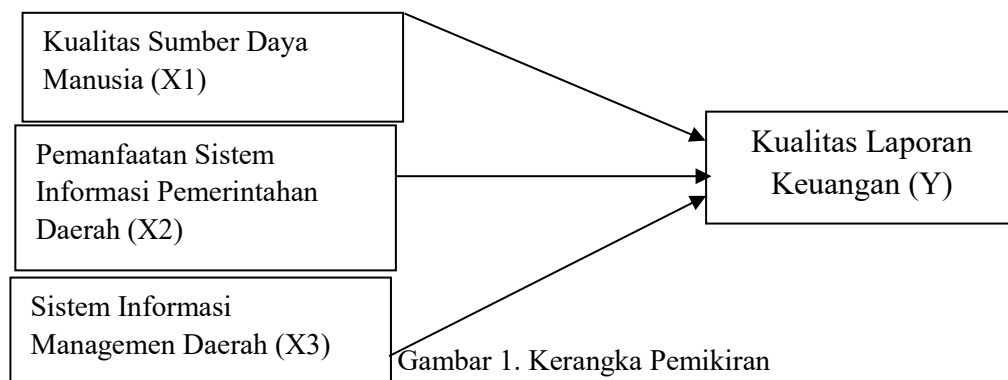 Kualitas Sumber Daya
Manusia (X1)
Pemanfaatan Sistem
Informasi Pemerintahan
Daerah (X2)
Sistem Informasi
Managemen Daerah (X3)
Kualitas Laporan
Keuangan (Y)
Gambar 1. Kerangka Pemikiran